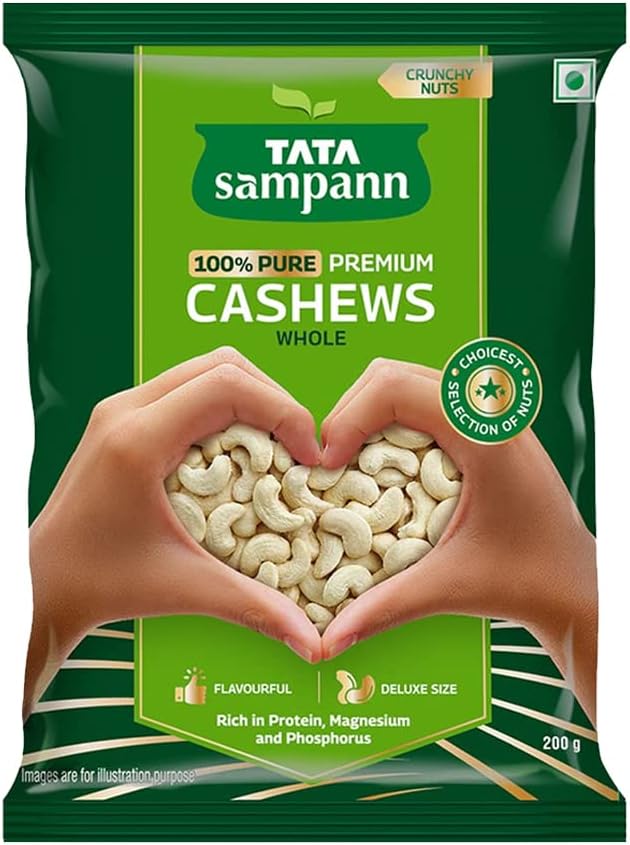 CRUNCHY
NUTS
TATA
sampann
100% PURE PREMIUM
CASHEWS
WHOLE
CHOICEST
SELECTION OF NUTS
FLAVOURFUL
DELUXE SIZE
Rich in Protein, Magnesium
and Phosphorus
200 g
Images are for illustration purpose